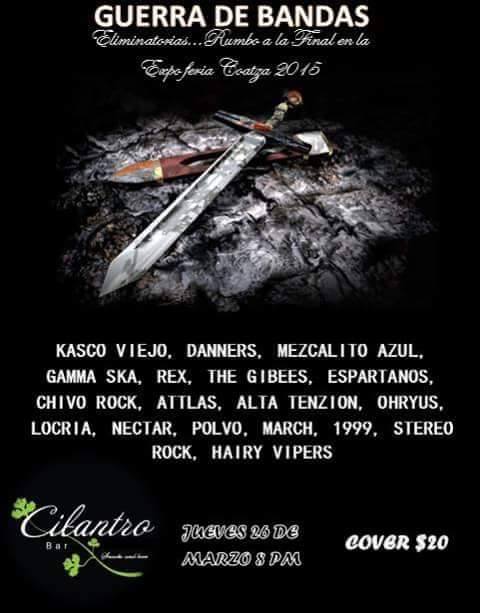 GUERRA DE BANDAS
Eliminatorias...Rumbo a la Final en la
Expo feria Coatza 2015
KASCO VIEJO, DANNERS, MEZCALITO AZUL,
GAMMA SKA, REX, THE GIBEES, ESPARTANOS,
CHIVO ROCK, ATTLAS, ALTA TENZION, OHRYUS,
LOCRIA, NECTAR, POLVO, MARCH, 1999, STEREO
ROCK, HAIRY VIPERS
Cilantro
Bar
JUEVES 26 DE
MARZO 8 PM
COVER $20